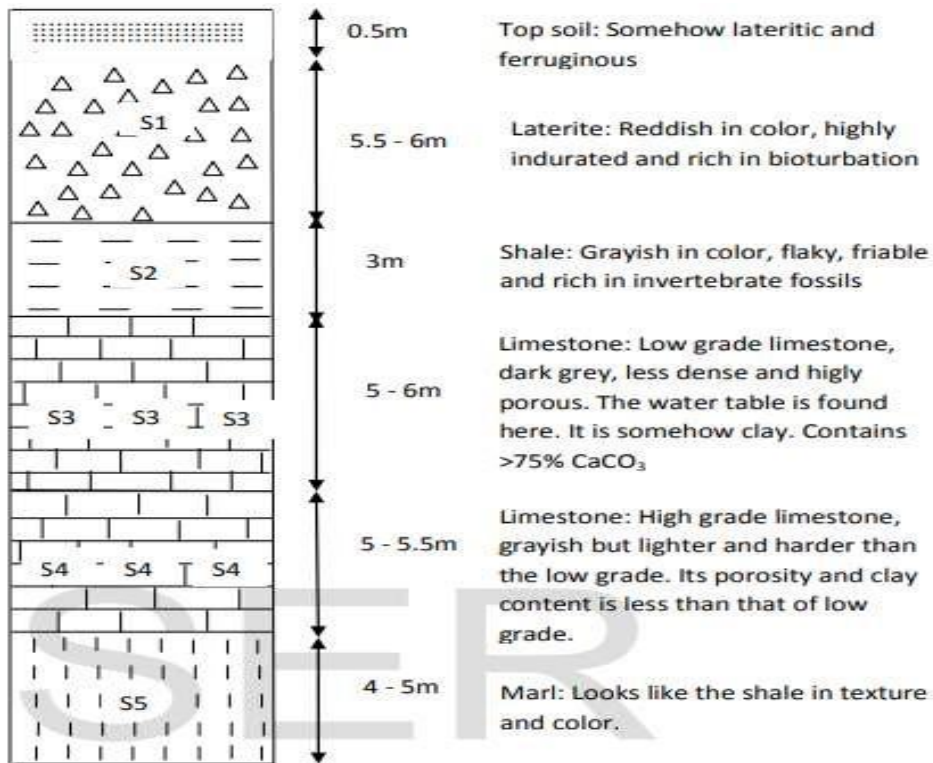 0.5m
Top soil: Somehow lateritic and
ferruginous
S1
5.5 - 6m
Laterite: Reddish in color, highly
indurated and rich in bioturbation
S2
3m
Shale: Grayish in color, flaky, friable
and rich in invertebrate fossils
S3 S3 S3
5 - 6m
Limestone: Low grade limestone,
dark grey, less dense and higly
porous. The water table is found
here. It is somehow clay. Contains
>75% CaCO₃
S4 S4 S4
5 - 5.5m
Limestone: High grade limestone,
grayish but lighter and harder than
the low grade. Its porosity and clay
content is less than that of low
grade.
S5
4 - 5m
Marl: Looks like the shale in texture
and color.
SER